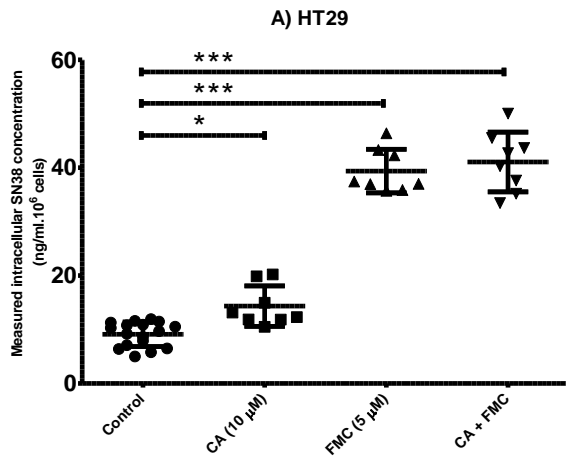 A) HT29
Measured intracellular SN38 concentration
(ng/ml.10⁶ cells)
60
40
20
0
***
***
*
Control
CA (10 µM)
FMC (5 µM)
CA + FMC